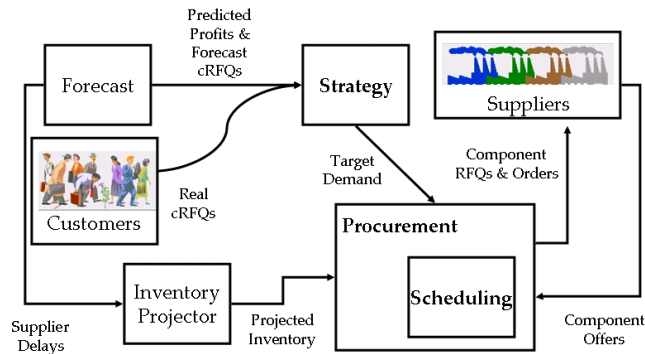 Predicted
Profits &
Forecast
cRFQs
Forecast
Strategy
Suppliers
Customers
Real
cRFQs
Target
Demand
Component
RFQs & Orders
Procurement
Scheduling
Inventory
Projector
Supplier
Delays
Projected
Inventory
Component
Offers